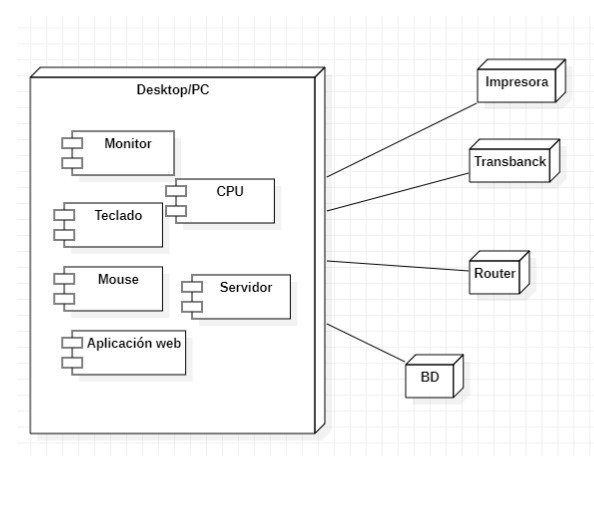 Desktop/PC
Impresora
Monitor
Transbanck
CPU
Teclado
Router
Mouse
Servidor
Aplicación web
BD